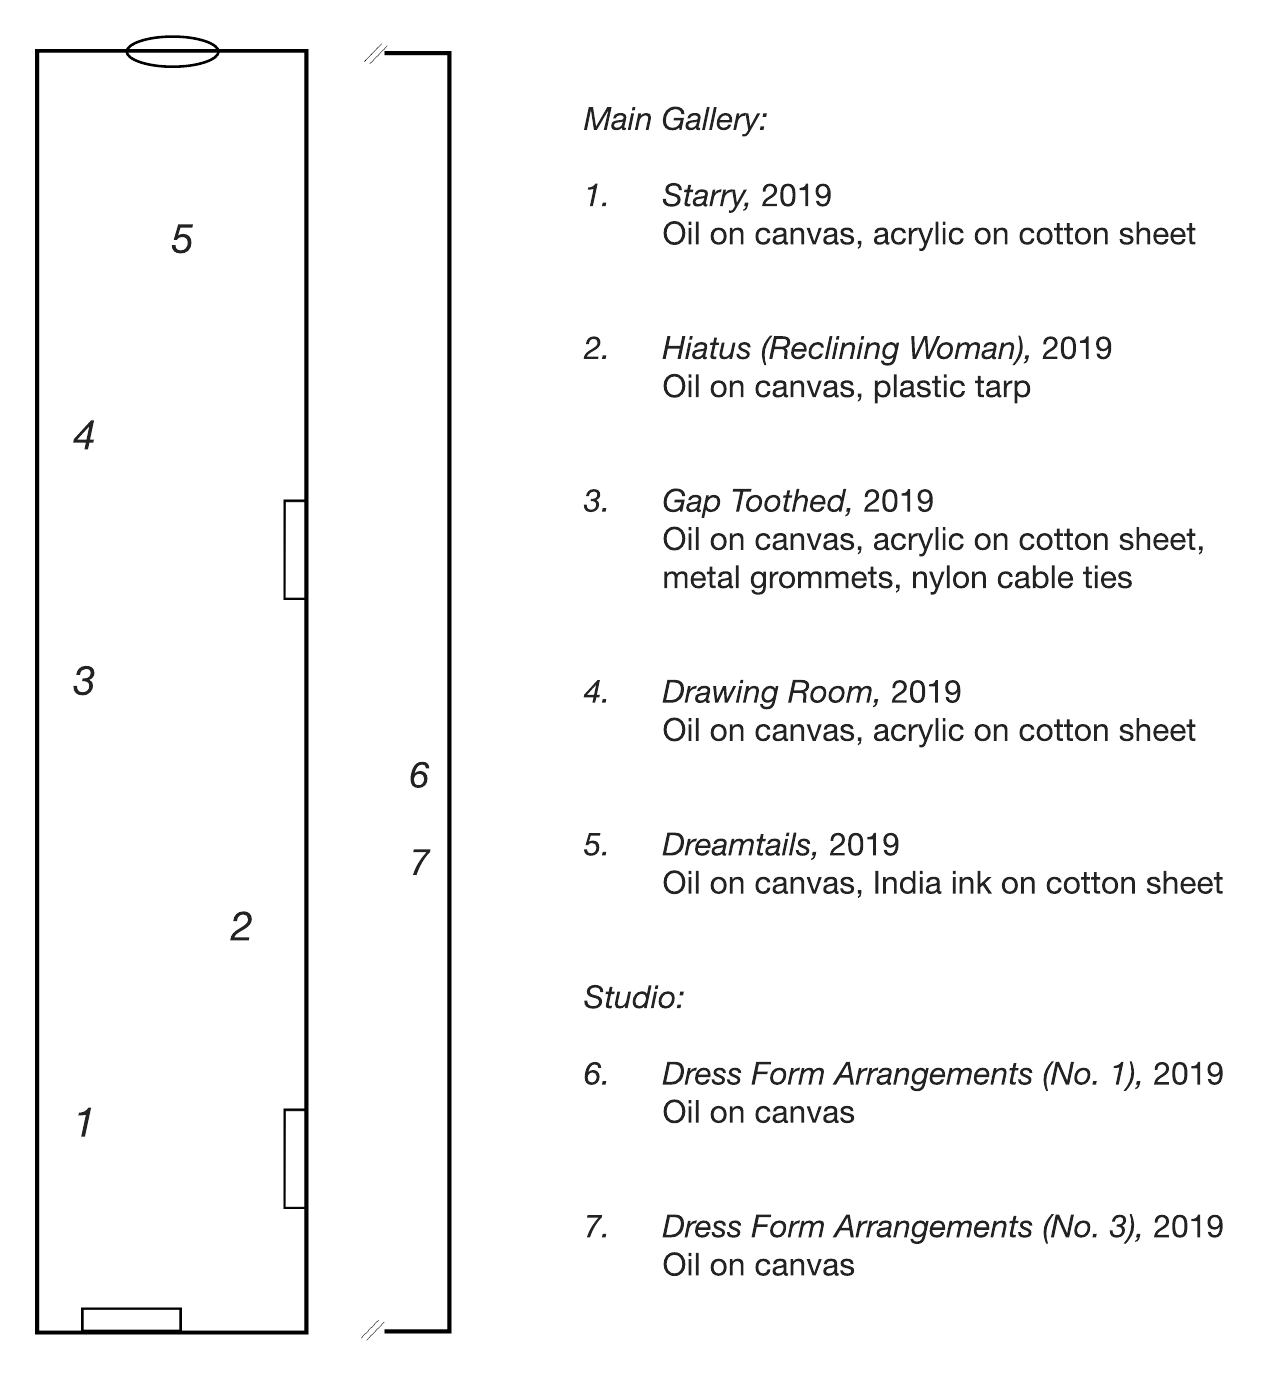 5
4
3
6
7
2
1
Main Gallery:
1. Starry, 2019
Oil on canvas, acrylic on cotton sheet
2. Hiatus (Reclining Woman), 2019
Oil on canvas, plastic tarp
3. Gap Toothed, 2019
Oil on canvas, acrylic on cotton sheet,
metal grommets, nylon cable ties
4. Drawing Room, 2019
Oil on canvas, acrylic on cotton sheet
5. Dreamtails, 2019
Oil on canvas, India ink on cotton sheet
Studio:
6. Dress Form Arrangements (No. 1), 2019
Oil on canvas
7. Dress Form Arrangements (No. 3), 2019
Oil on canvas